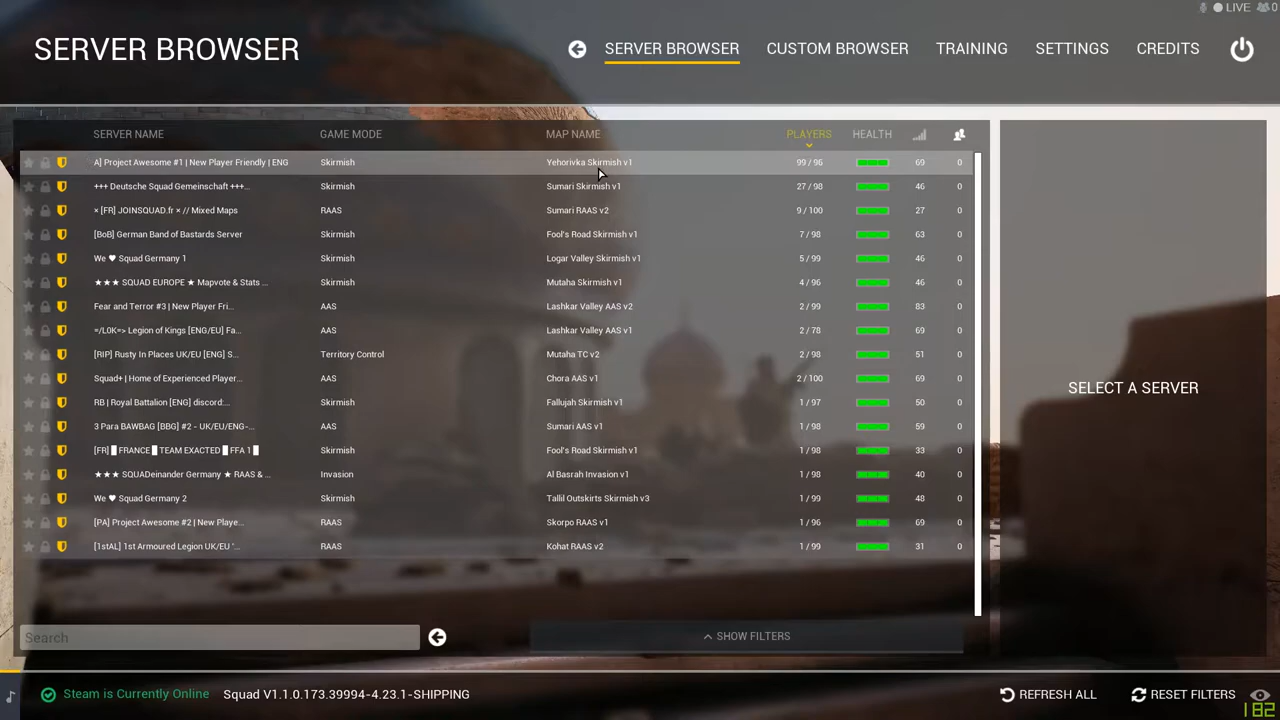 LIVE 0
SERVER BROWSER
SERVER BROWSER CUSTOM BROWSER TRAINING SETTINGS CREDITS
SERVER NAME GAME MODE MAP NAME PLAYERS HEALTH
A] Project Awesome #1 | New Player Friendly | ENG Skirmish Yehorivka Skirmish v1 99 / 96 69 0
+++ Deutsche Squad Gemeinschaft +++... Skirmish Sumari Skirmish v1 27 / 98 46 0
× [FR] JOINSQUAD.fr × // Mixed Maps RAAS Sumari RAAS v2 9 / 100 27 0
[BoB] German Band of Bastards Server Skirmish Fool's Road Skirmish v1 7 / 98 63 0
We ♥ Squad Germany 1 Skirmish Logar Valley Skirmish v1 5 / 99 46 0
★★★ SQUAD EUROPE ★ Mapvote & Stats ... Skirmish Mutaha Skirmish v1 4 / 96 46 0
Fear and Terror #3 | New Player Fri... AAS Lashkar Valley AAS v2 2 / 99 83 0
=/L0K=> Legion of Kings [ENG/EU] Fa... AAS Lashkar Valley AAS v1 2 / 78 69 0
[RIP] Rusty In Places UK/EU [ENG] S... Territory Control Mutaha TC v2 2 / 98 51 0
Squad+ | Home of Experienced Player... AAS Chora AAS v1 2 / 100 69 0
RB | Royal Battalion [ENG] discord:... Skirmish Fallujah Skirmish v1 1 / 97 50 0
3 Para BAWBAG [BBG] #2 - UK/EU/ENG-... AAS Sumari AAS v1 1 / 98 59 0
[FR] █ FRANCE █ TEAM EXACTED █ FFA 1 █ Skirmish Fool's Road Skirmish v1 1 / 98 33 0
★★★ SQUADeinander Germany ★ RAAS & ... Invasion Al Basrah Invasion v1 1 / 98 40 0
We ♥ Squad Germany 2 Skirmish Tallil Outskirts Skirmish v3 1 / 99 48 0
[PA] Project Awesome #2 | New Playe... RAAS Skorpo RAAS v1 1 / 96 69 0
[1stAL] 1st Armoured Legion UK/EU '... RAAS Kohat RAAS v2 1 / 99 31 0
SELECT A SERVER
Search
SHOW FILTERS
Steam is Currently Online Squad V1.1.0.173.39994-4.23.1-SHIPPING
REFRESH ALL RESET FILTERS
182